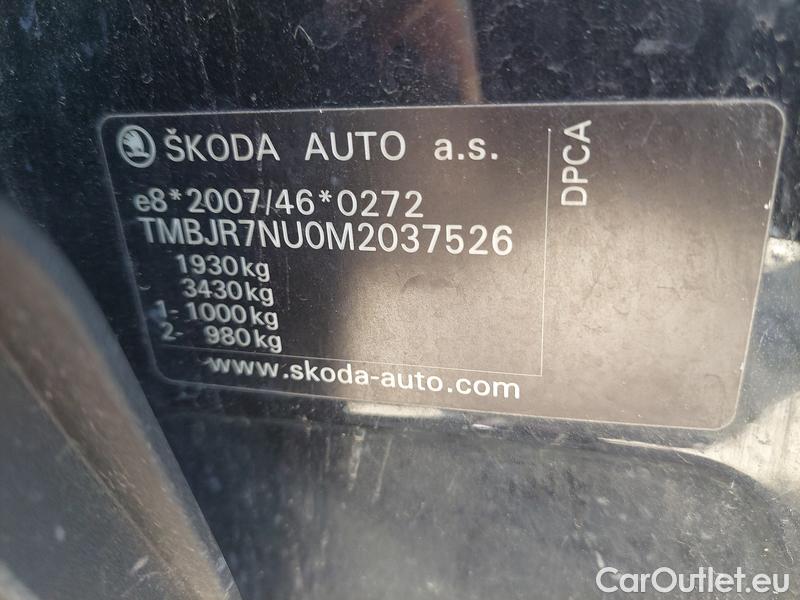 ŠKODA AUTO a.s.
e8*2007/46*0272
TMBJR7NU0M2037526
1930kg
3430kg
1- 1000kg
2- 980kg
www.skoda-auto.com
DPCA
CarOutlet.eu